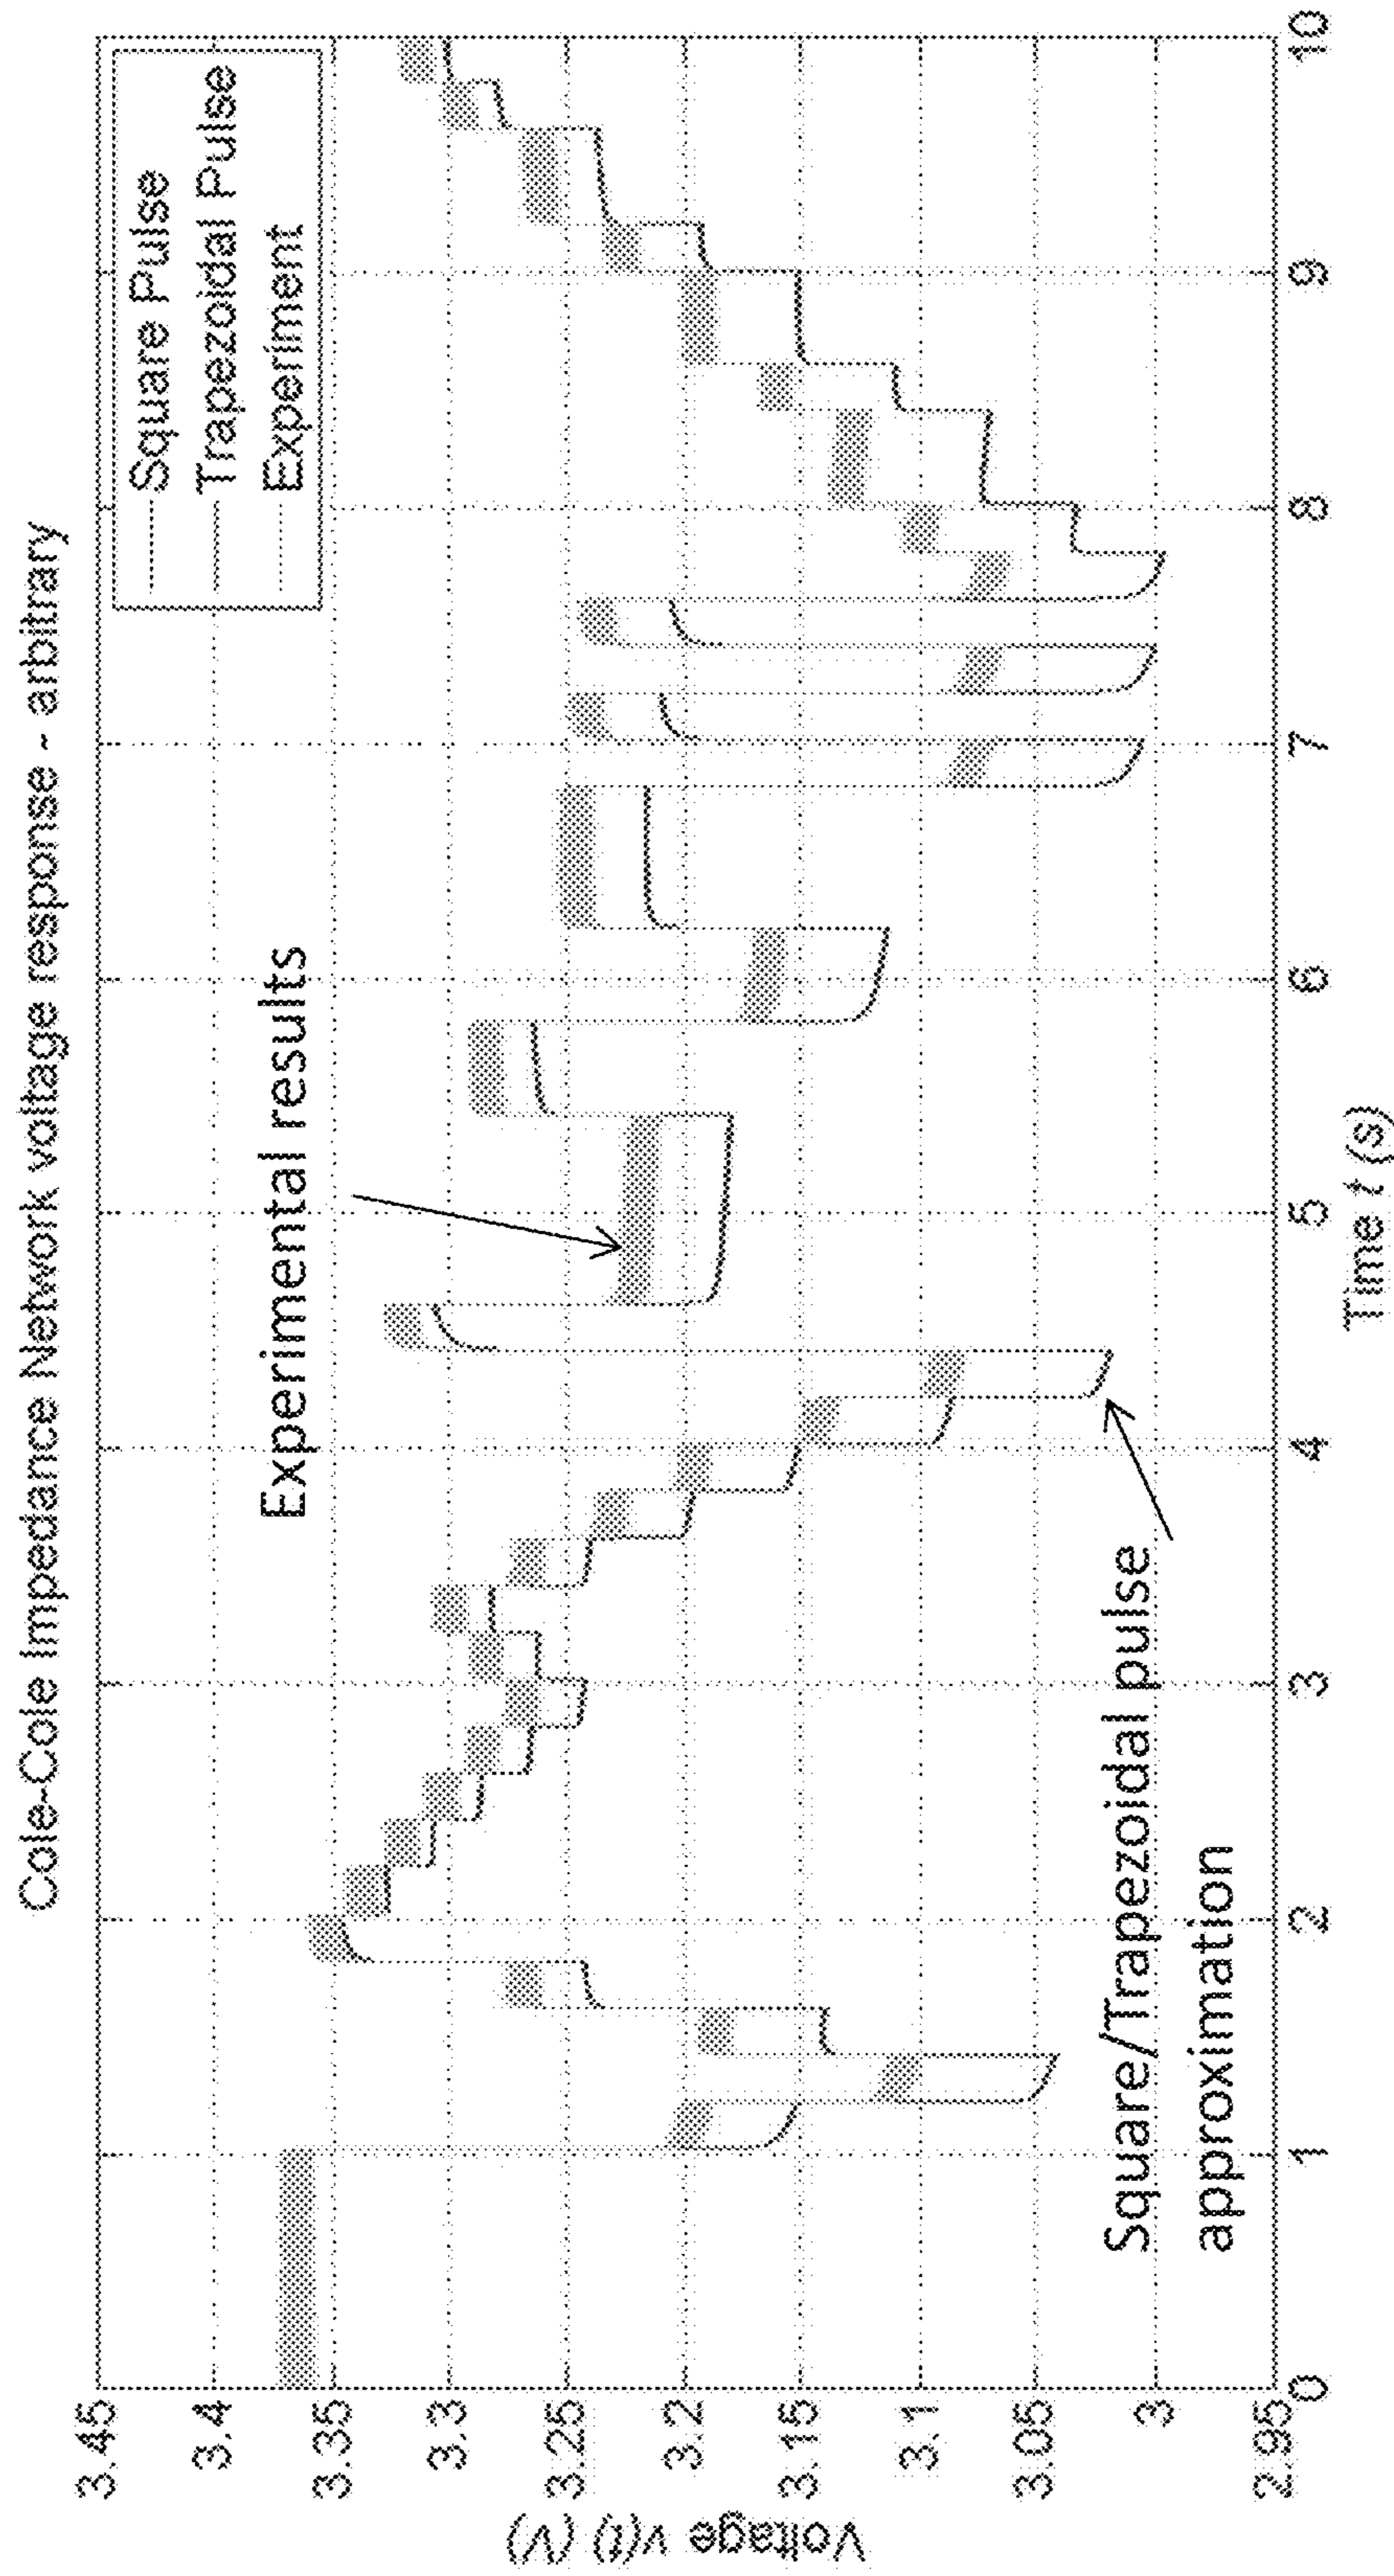 Cole-Cole Impedance Network voltage response - arbitrary
Square Pulse
Trapezoidal Pulse
Experiment
Experimental results
Square/Trapezoidal pulse
approximation
Voltage v(t) (V)
3.45
3.4
3.35
3.3
3.25
3.2
3.15
3.1
3.05
3
2.95
0
1
2
3
4
5
6
7
8
9
10
Time t (s)